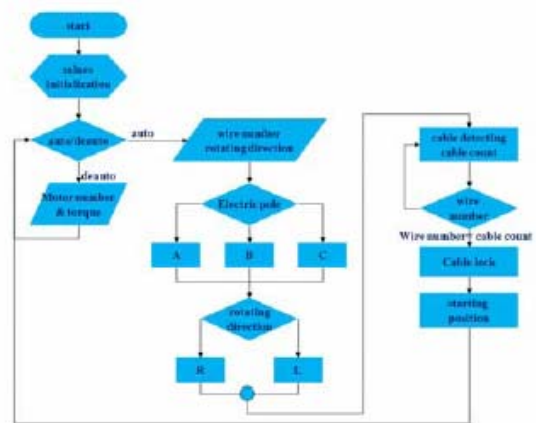 start
values
initialization
auto/deauto
auto
deauto
Motor number
& torque
wire number
rotating direction
Electric pole
A
B
C
rotating
direction
R
L
cable detecting
cable count
wire
number
Wire number= cable count
Cable lock
starting
position